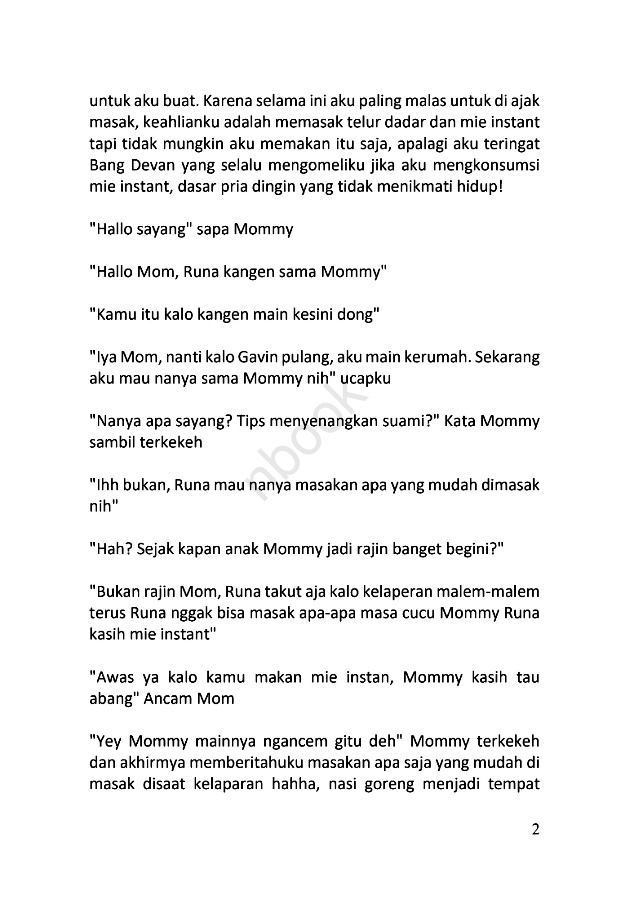 untuk aku buat. Karena selama ini aku paling malas untuk di ajak
masak, keahlianku adalah memasak telur dadar dan mie instant
tapi tidak mungkin aku memakan itu saja, apalagi aku teringat
Bang Devan yang selalu mengomeliku jika aku mengkonsumsi
mie instant, dasar pria dingin yang tidak menikmati hidup!
"Hallo sayang" sapa Mommy
"Hallo Mom, Runa kangen sama Mommy"
"Kamu itu kalo kangen main kesini dong"
"Iya Mom, nanti kalo Gavin pulang, aku main kerumah. Sekarang
aku mau nanya sama Mommy nih" ucapku
"Nanya apa sayang? Tips menyenangkan suami?" Kata Mommy
sambil terkekeh
"Ihh bukan, Runa mau nanya masakan apa yang mudah dimasak
nih"
"Hah? Sejak kapan anak Mommy jadi rajin banget begini?"
"Bukan rajin Mom, Runa takut aja kalo kelaperan malem-malem
terus Runa nggak bisa masak apa-apa masa cucu Mommy Runa
kasih mie instant"
"Awas ya kalo kamu makan mie instan, Mommy kasih tau
abang" Ancam Mom
"Yey Mommy mainnya ngancem gitu deh" Mommy terkekeh
dan akhirmya memberitahuku masakan apa saja yang mudah di
masak disaat kelaparan hahha, nasi goreng menjadi tempat
2
nbook